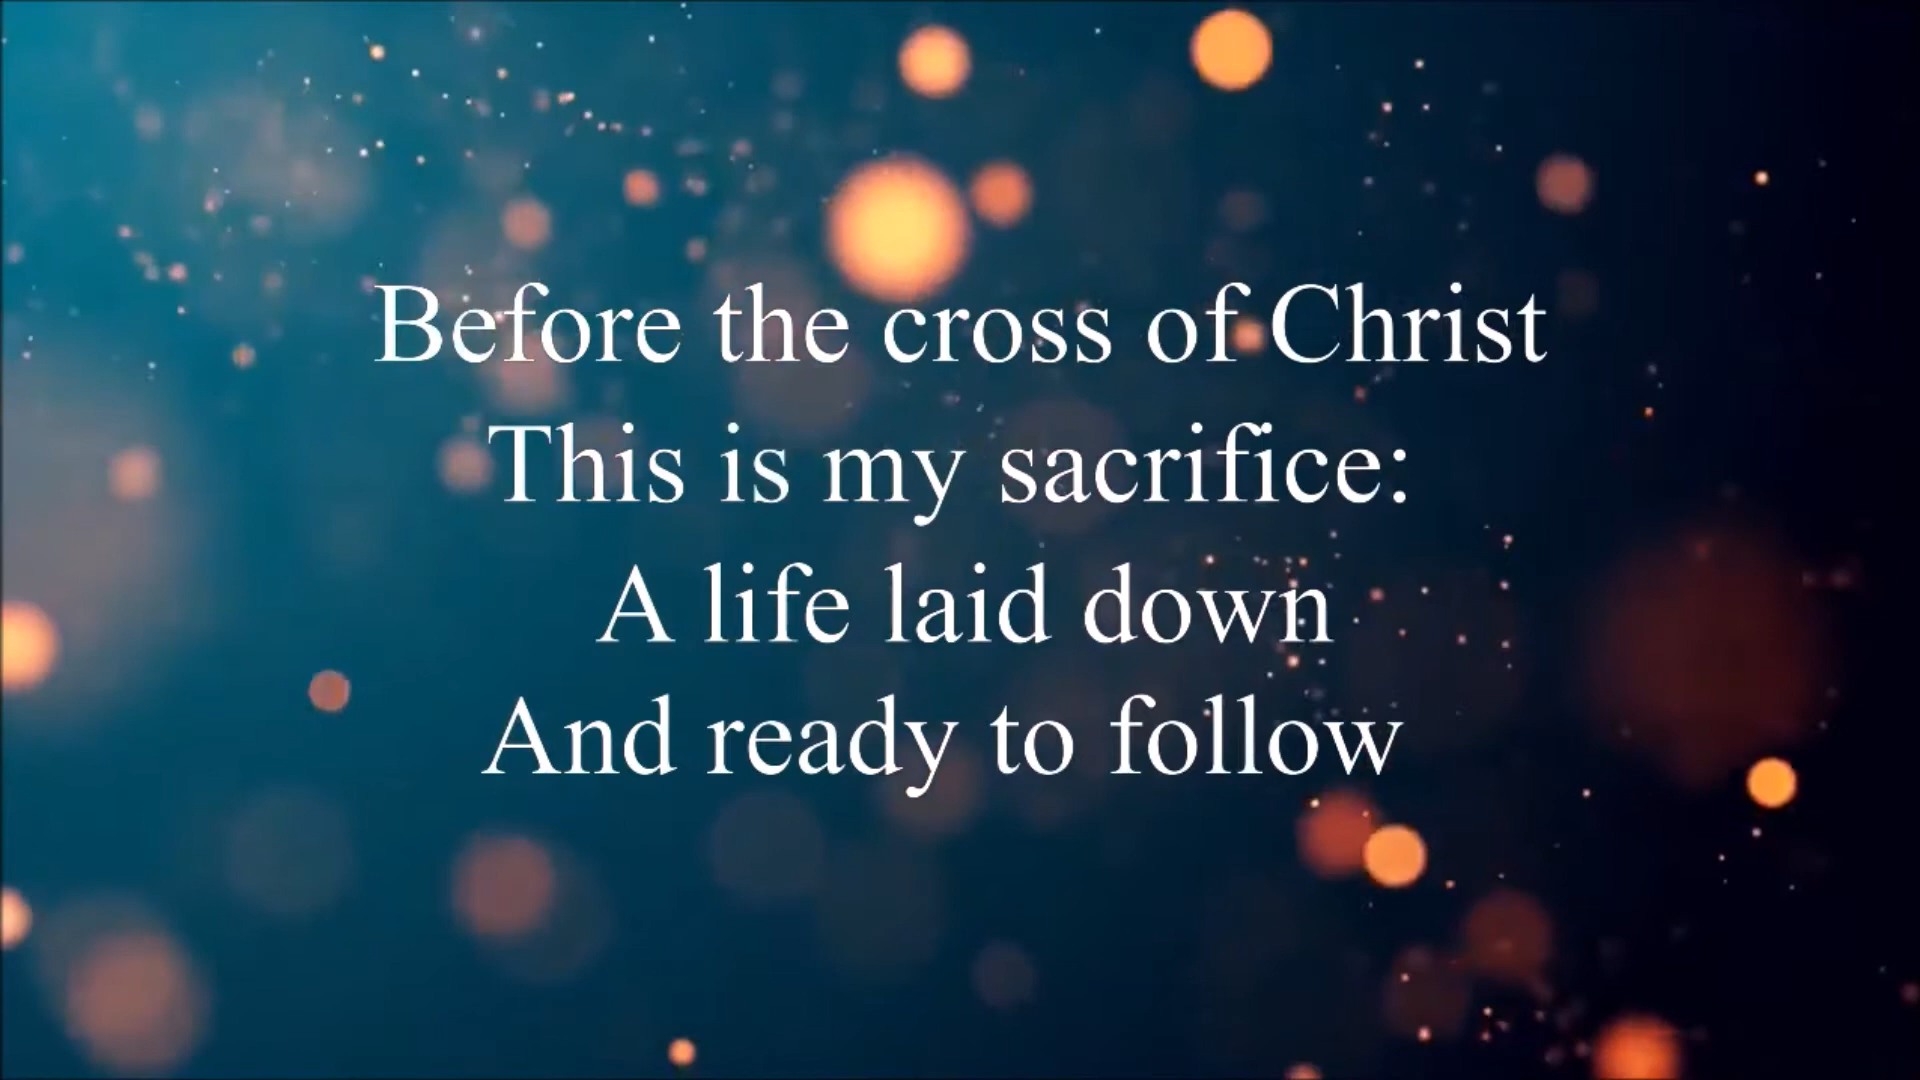 Before the cross of Christ
This is my sacrifice:
A life laid down
And ready to follow